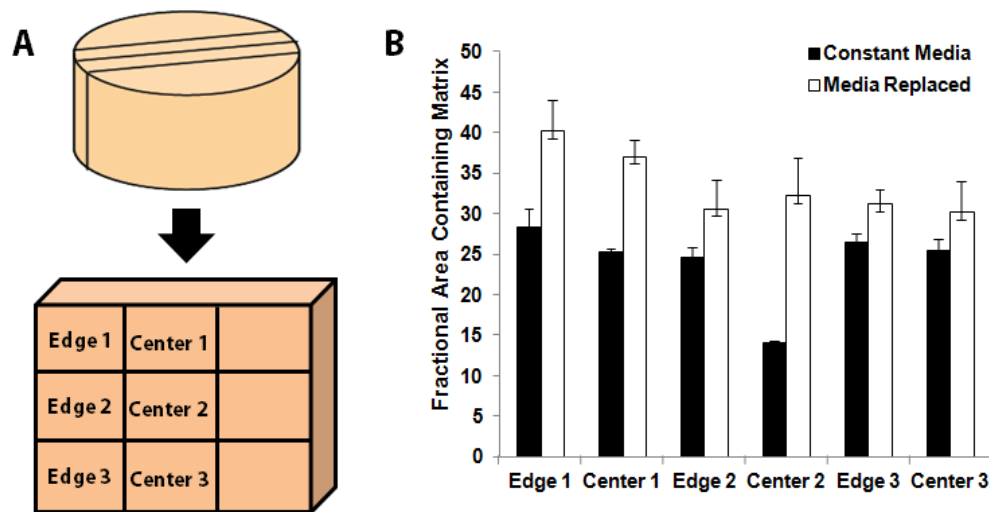 A
Edge 1 Center 1
Edge 2 Center 2
Edge 3 Center 3
B
Fractional Area Containing Matrix
50
45
40
35
30
25
20
15
10
5
0
Constant Media
Media Replaced
Edge 1 Center 1 Edge 2 Center 2 Edge 3 Center 3